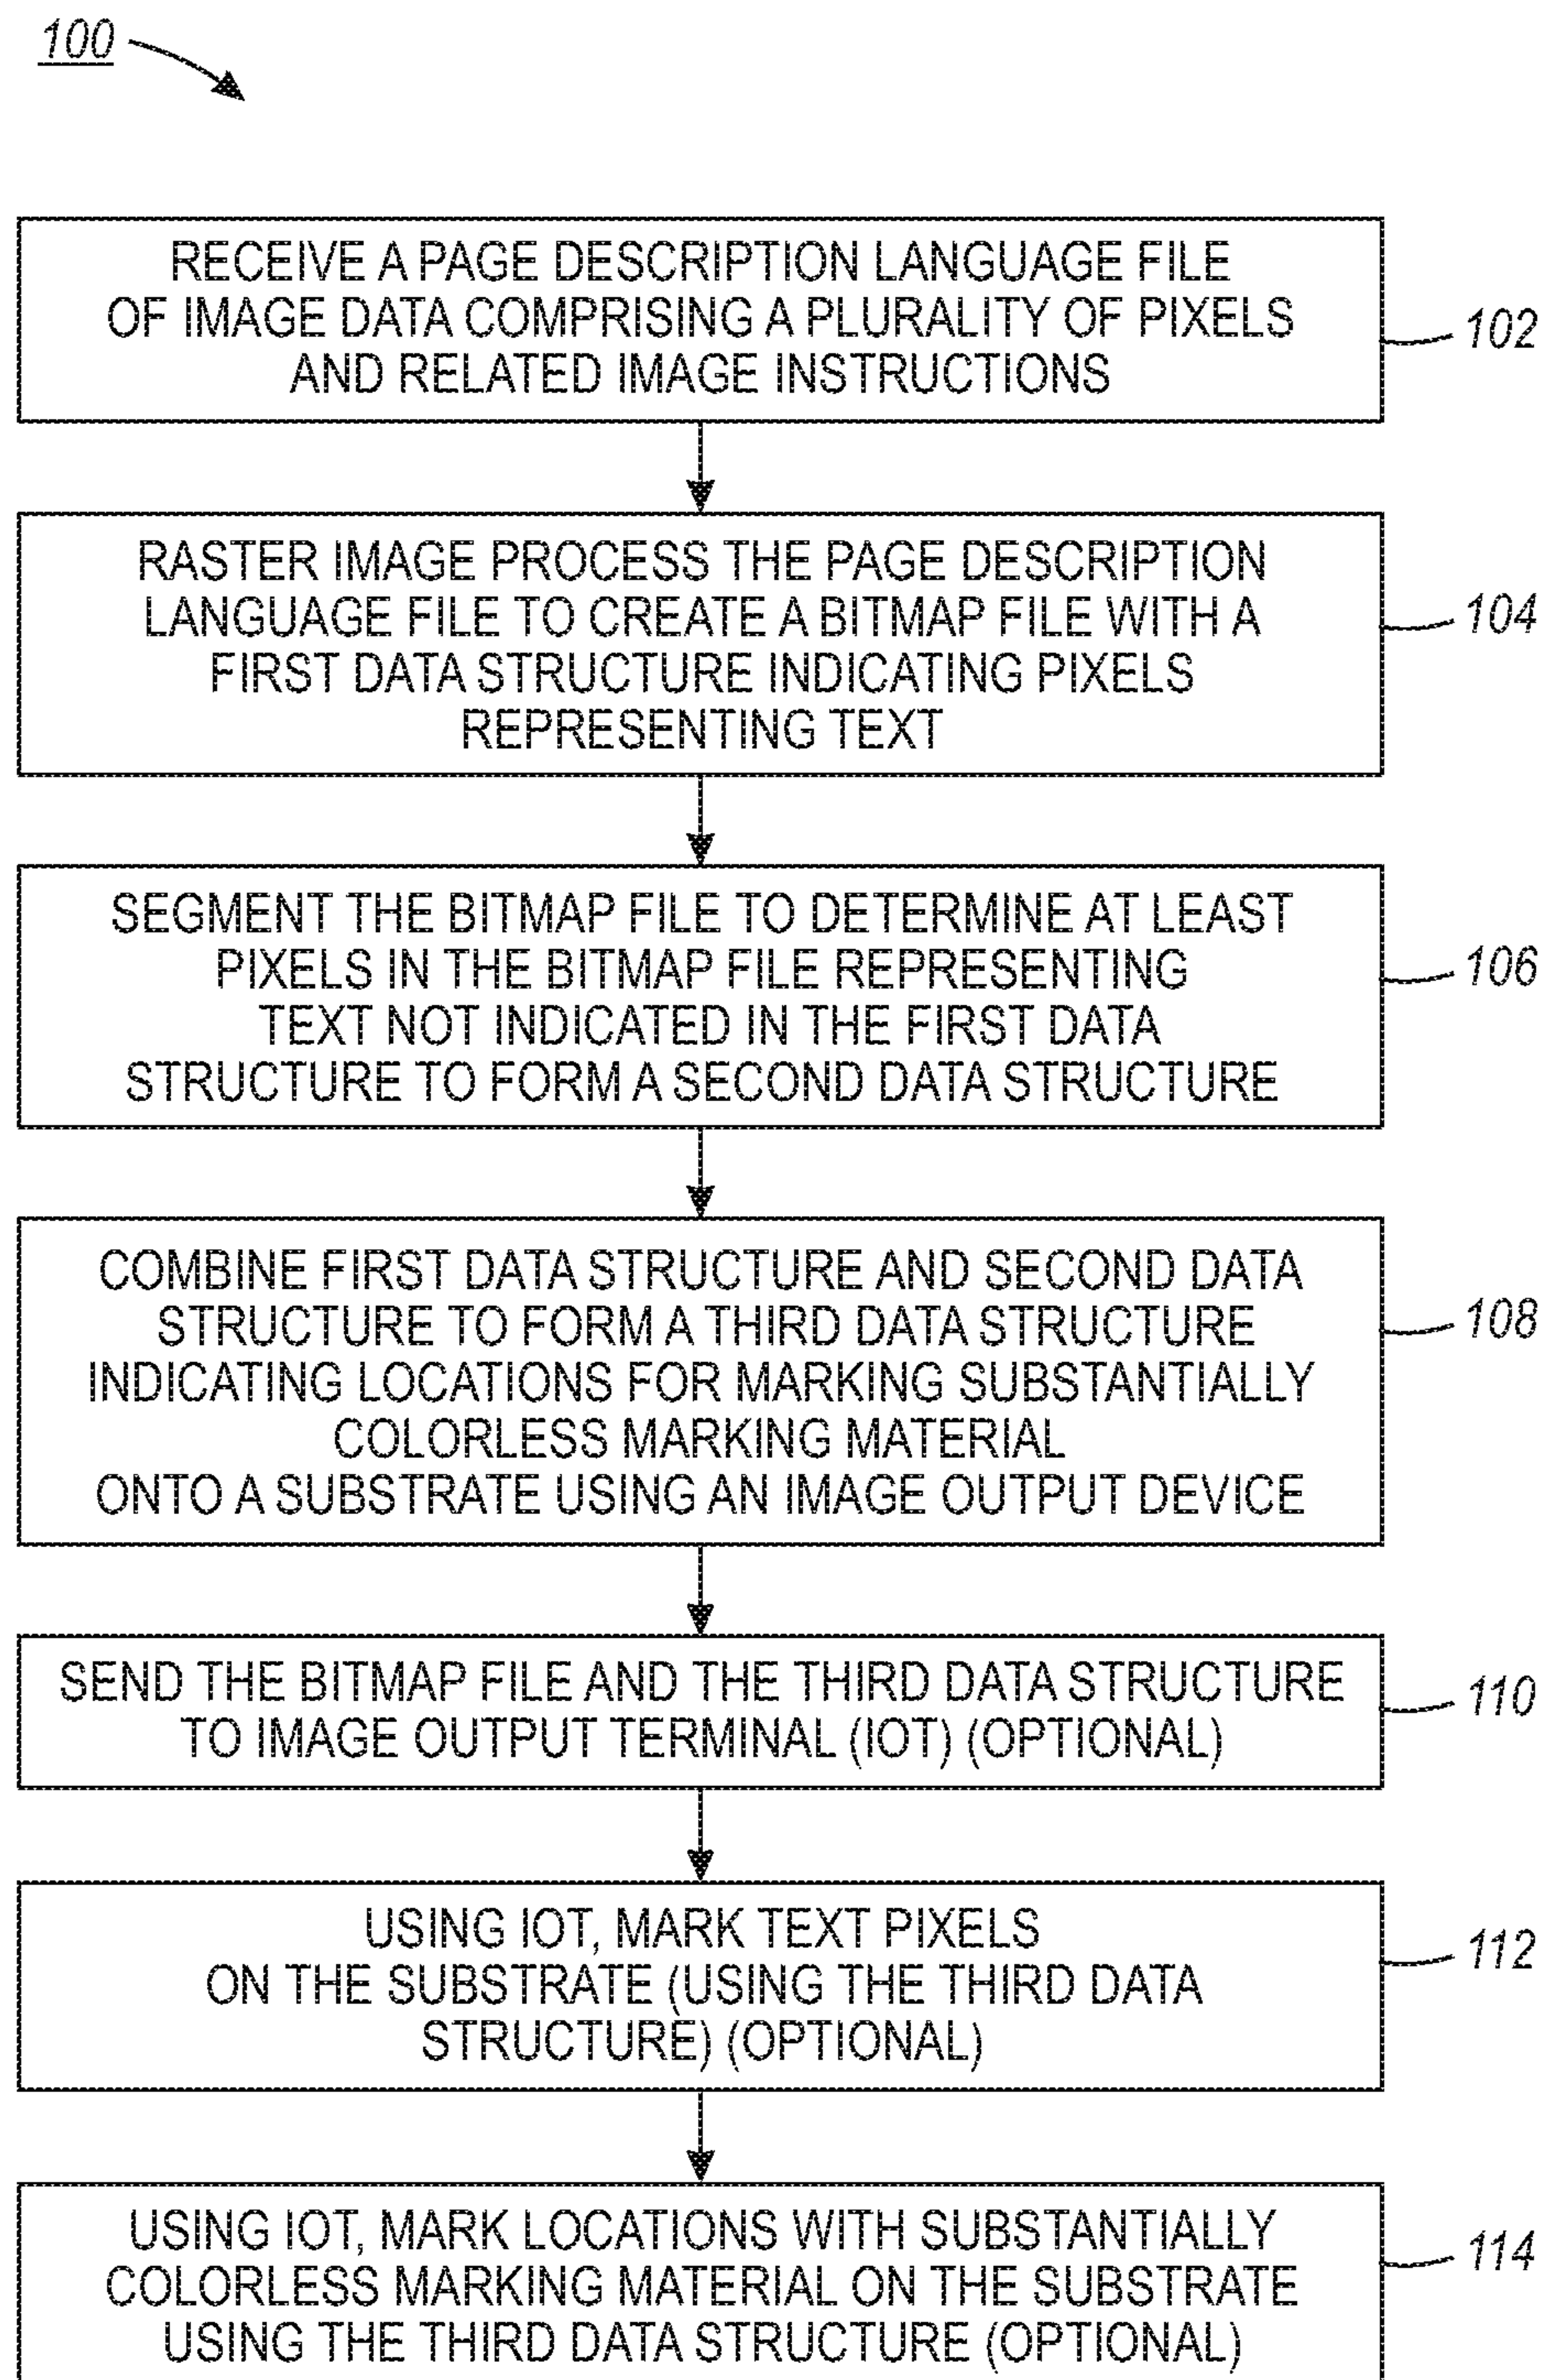 100
RECEIVE A PAGE DESCRIPTION LANGUAGE FILE
OF IMAGE DATA COMPRISING A PLURALITY OF PIXELS
AND RELATED IMAGE INSTRUCTIONS
102
RASTER IMAGE PROCESS THE PAGE DESCRIPTION
LANGUAGE FILE TO CREATE A BITMAP FILE WITH A
FIRST DATA STRUCTURE INDICATING PIXELS
REPRESENTING TEXT
104
SEGMENT THE BITMAP FILE TO DETERMINE AT LEAST
PIXELS IN THE BITMAP FILE REPRESENTING
TEXT NOT INDICATED IN THE FIRST DATA
STRUCTURE TO FORM A SECOND DATA STRUCTURE
106
COMBINE FIRST DATA STRUCTURE AND SECOND DATA
STRUCTURE TO FORM A THIRD DATA STRUCTURE
INDICATING LOCATIONS FOR MARKING SUBSTANTIALLY
COLORLESS MARKING MATERIAL
ONTO A SUBSTRATE USING AN IMAGE OUTPUT DEVICE
108
SEND THE BITMAP FILE AND THE THIRD DATA STRUCTURE
TO IMAGE OUTPUT TERMINAL (IOT) (OPTIONAL)
110
USING IOT, MARK TEXT PIXELS
ON THE SUBSTRATE (USING THE THIRD DATA
STRUCTURE) (OPTIONAL)
112
USING IOT, MARK LOCATIONS WITH SUBSTANTIALLY
COLORLESS MARKING MATERIAL ON THE SUBSTRATE
USING THE THIRD DATA STRUCTURE (OPTIONAL)
114